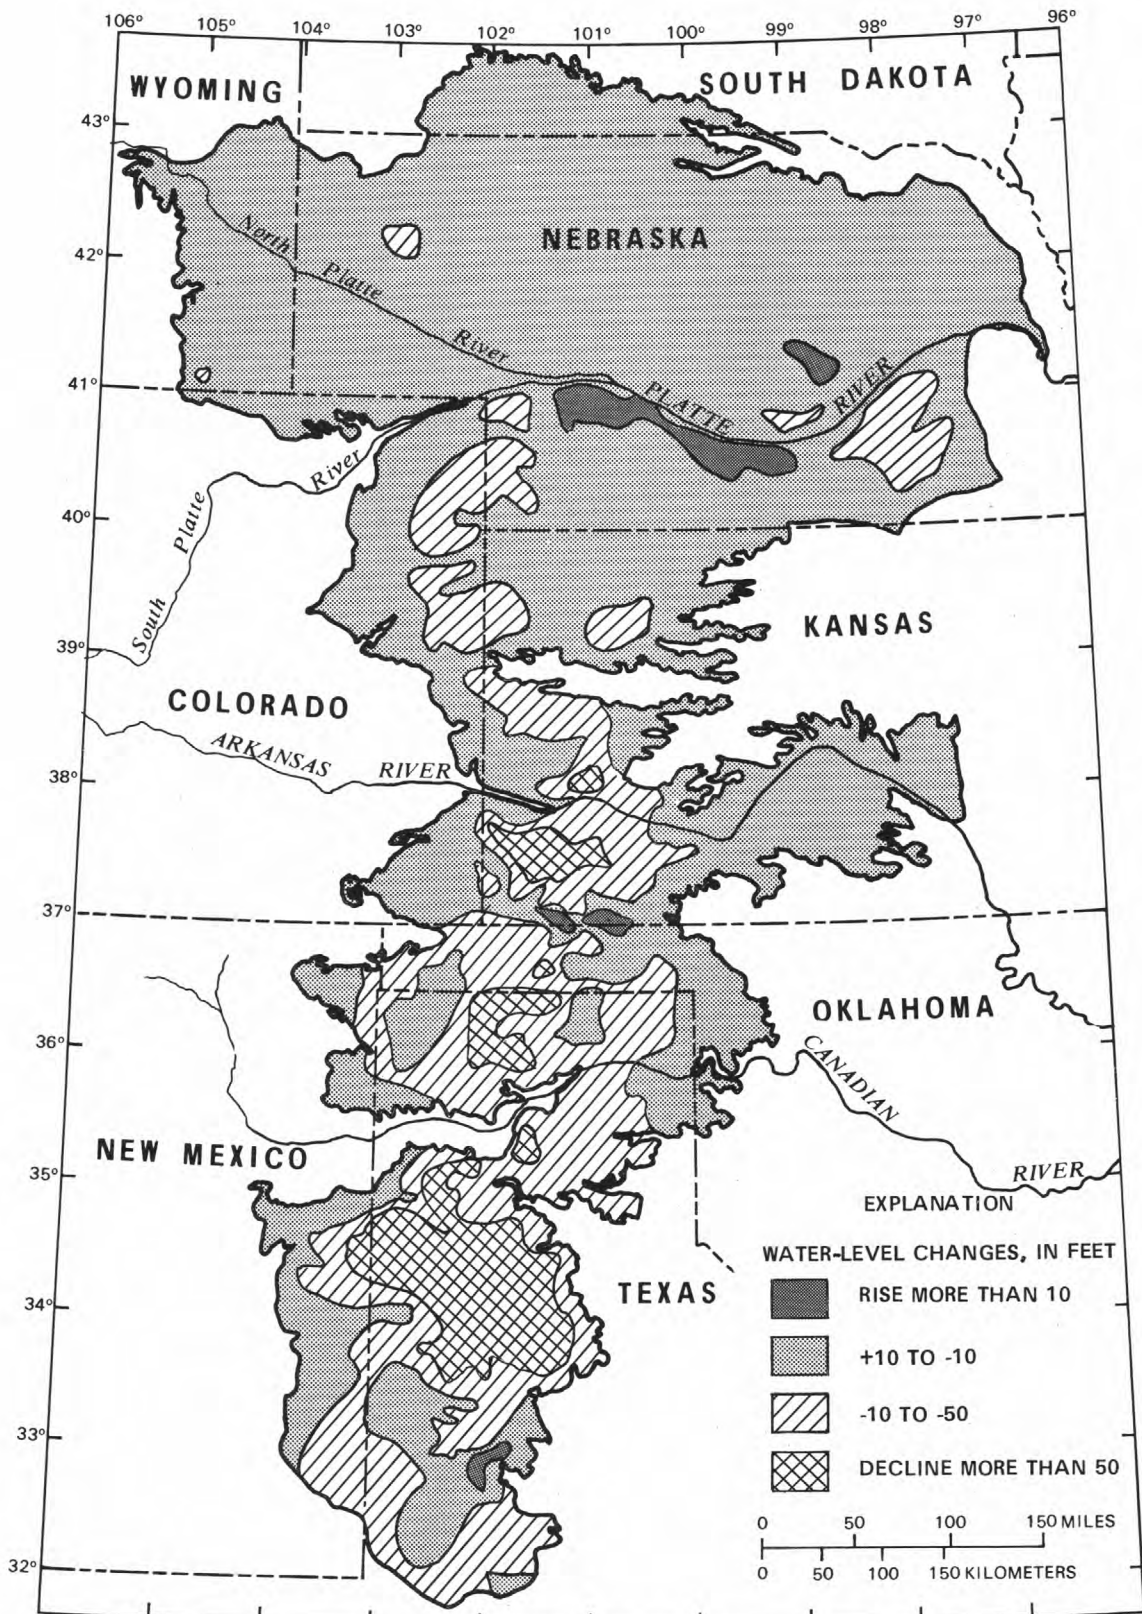 106° 105° 104° 103° 102° 101° 100° 99° 98° 97° 96°
WYOMING
SOUTH DAKOTA
43°
North Platte River
NEBRASKA
42°
41°
PLATTE RIVER
South Platte River
40°
KANSAS
39°
COLORADO
ARKANSAS RIVER
38°
37°
OKLAHOMA
36°
CANADIAN RIVER
NEW MEXICO
35°
EXPLANATION
WATER-LEVEL CHANGES, IN FEET
TEXAS
RISE MORE THAN 10
34°
+10 TO -10
-10 TO -50
33°
DECLINE MORE THAN 50
0 50 100 150 MILES
32°
0 50 100 150 KILOMETERS